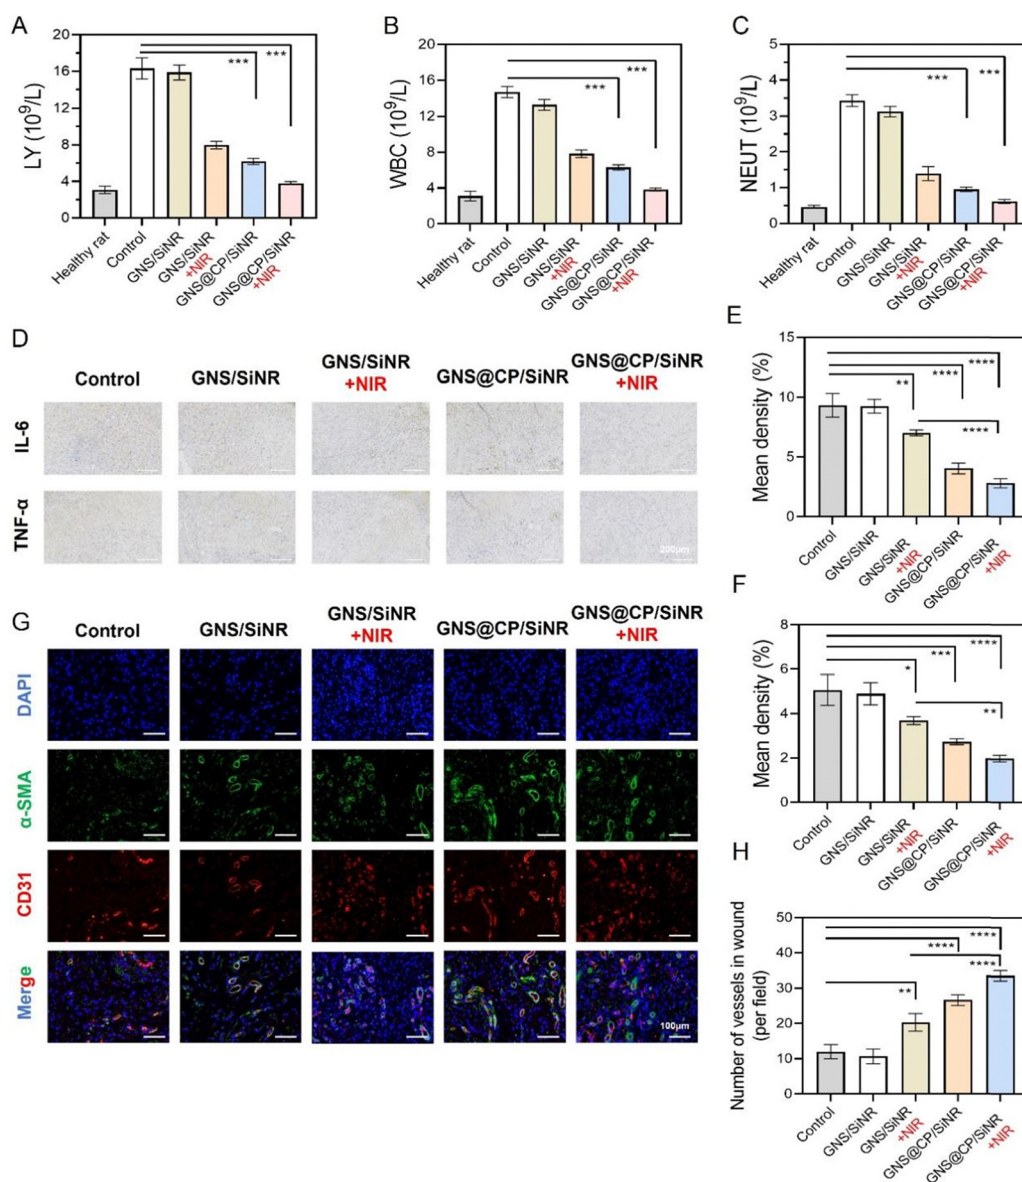 A
LY (10⁹/L)
20
16
12
8
4
0
***
***
Healthy rat
Control
GNS/SiNR
GNS/SiNR
+NIR
GNS@CP/SiNR
GNS@CP/SiNR
+NIR
B
WBC (10⁹/L)
20
16
12
8
4
0
***
***
Healthy rat
Control
GNS/SiNR
GNS/SiNR
+NIR
GNS@CP/SiNR
GNS@CP/SiNR
+NIR
C
NEUT (10⁹/L)
5
4
3
2
1
0
***
***
Healthy rat
Control
GNS/SiNR
GNS/SiNR
+NIR
GNS@CP/SiNR
GNS@CP/SiNR
+NIR
D
Control
GNS/SiNR
GNS/SiNR
+NIR
GNS@CP/SiNR
GNS@CP/SiNR
+NIR
IL-6
TNF-α
200μm
E
Mean density (%)
15
10
5
0
****
****
**
****
Control
GNS/SiNR
GNS/SiNR
+NIR
GNS@CP/SiNR
GNS@CP/SiNR
+NIR
F
Mean density (%)
8
6
4
2
0
****
***
*
**
Control
GNS/SiNR
GNS/SiNR
+NIR
GNS@CP/SiNR
GNS@CP/SiNR
+NIR
G
Control
GNS/SiNR
GNS/SiNR
+NIR
GNS@CP/SiNR
GNS@CP/SiNR
+NIR
DAPI
α-SMA
CD31
Merge
100μm
H
Number of vessels in wound
(per field)
50
40
30
20
10
0
****
****
****
**
Control
GNS/SiNR
GNS/SiNR
+NIR
GNS@CP/SiNR
GNS@CP/SiNR
+NIR